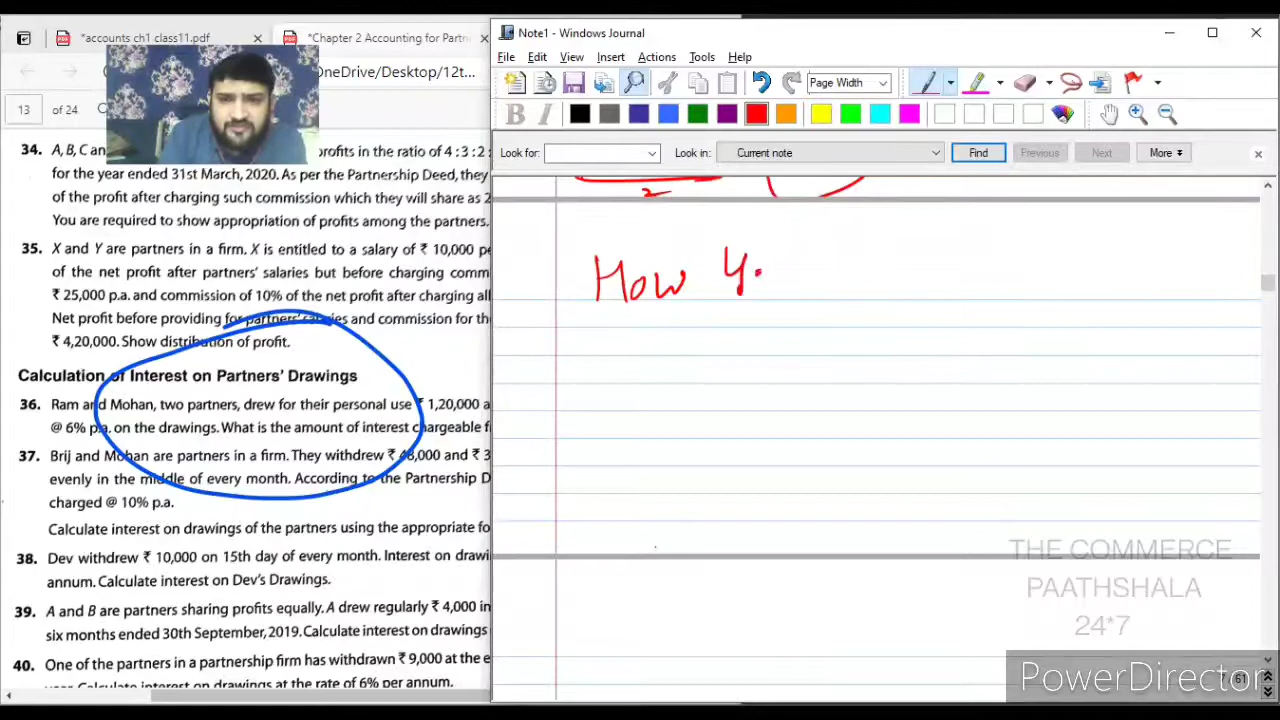 *accounts ch1 class11.pdf
*Chapter 2 Accounting for Partn
OneDrive/Desktop/12t...
13 of 24
34. A, B, C an
profits in the ratio of 4 : 3 : 2 :
for the year ended 31st March, 2020. As per the Partnership Deed, they
of the profit after charging such commission which they will share as 2
You are required to show appropriation of profits among the partners.
35. X and Y are partners in a firm. X is entitled to a salary of ₹ 10,000 pe
of the net profit after partners' salaries but before charging comm
₹ 25,000 p.a. and commission of 10% of the net profit after charging all
Net profit before providing for partners' salaries and commission for the
₹ 4,20,000. Show distribution of profit.
Calculation of Interest on Partners' Drawings
36. Ram and Mohan, two partners, drew for their personal use ₹ 1,20,000 a
@ 6% p.a. on the drawings. What is the amount of interest chargeable f
37. Brij and Mohan are partners in a firm. They withdrew ₹ 48,000 and ₹ 3
evenly in the middle of every month. According to the Partnership D
charged @ 10% p.a.
Calculate interest on drawings of the partners using the appropriate fo
38. Dev withdrew ₹ 10,000 on 15th day of every month. Interest on drawi
annum. Calculate interest on Dev's Drawings.
39. A and B are partners sharing profits equally. A drew regularly ₹ 4,000 in
six months ended 30th September, 2019. Calculate interest on drawings
40. One of the partners in a partnership firm has withdrawn ₹ 9,000 at the e
year. Calculate interest on drawings at the rate of 6% per annum.
Note1 - Windows Journal
File Edit View Insert Actions Tools Help
Page Width
B I
Look for: Look in: Current note Find Previous Next More
2
How y.
THE COMMERCE
PAATHSHALA
24*7
PowerDirector